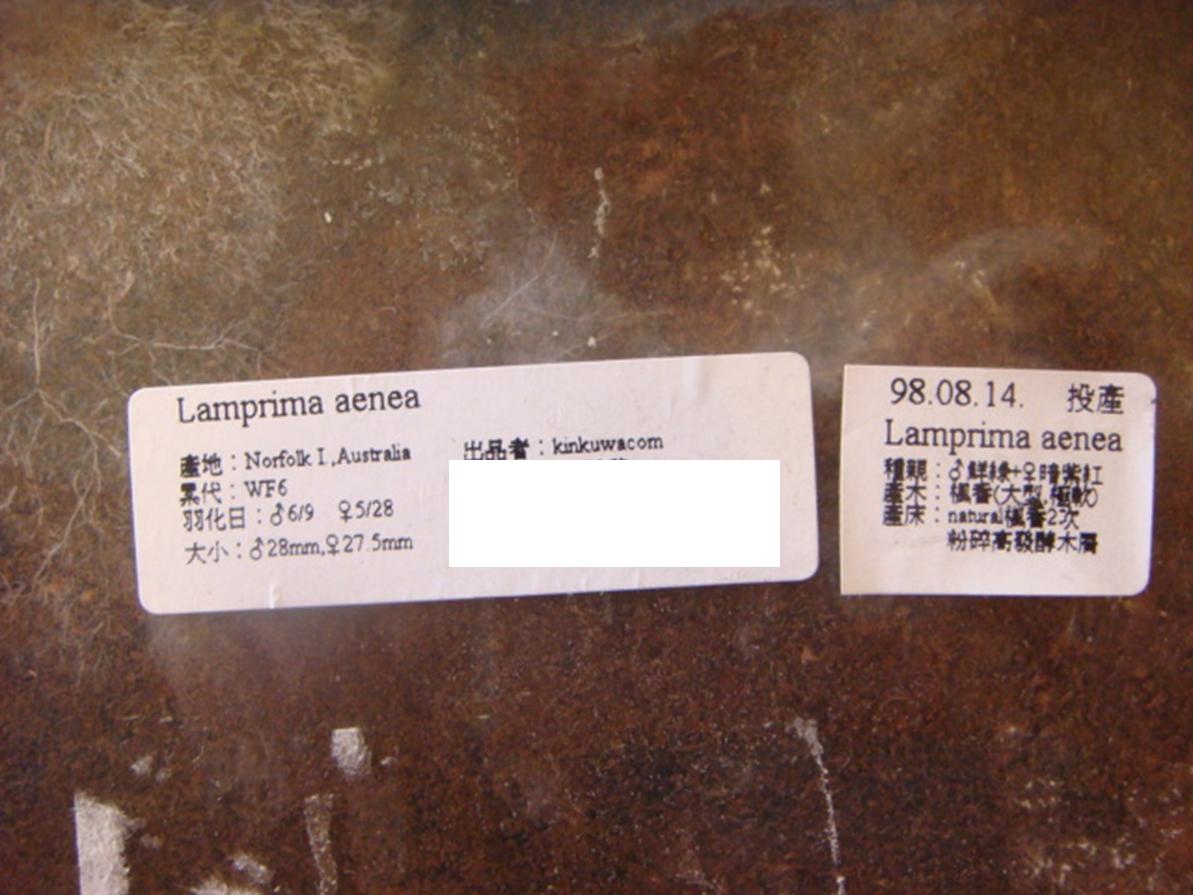 Lamprima aenea
產地：Norfolk I ,Australia
累代：WF6
羽化日：♂6/9 ♀5/28
大小：♂28mm,♀27.5mm
出品者：kinkuwacom
98.08.14. 投產
Lamprima aenea
種親：♂鮮綠+♀暗紫紅
產木：楓香(大型,極軟)
產床：natural楓香2次
粉碎高發酵木屑